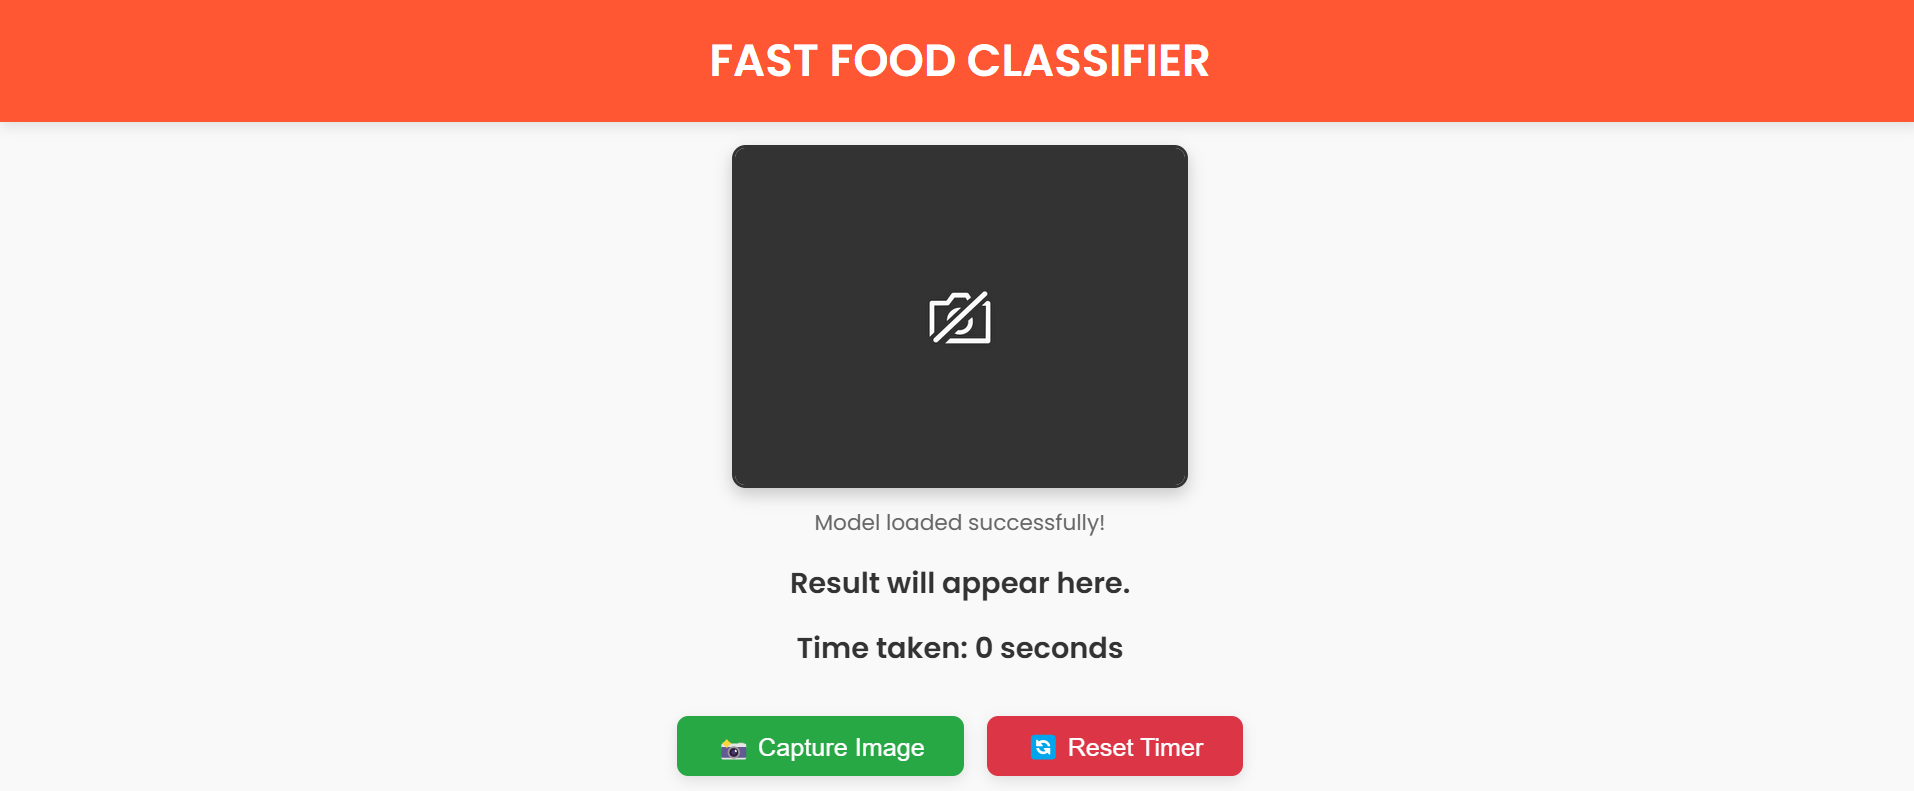 FAST FOOD CLASSIFIER
Model loaded successfully!
Result will appear here.
Time taken: 0 seconds
📸 Capture Image
🔄 Reset Timer